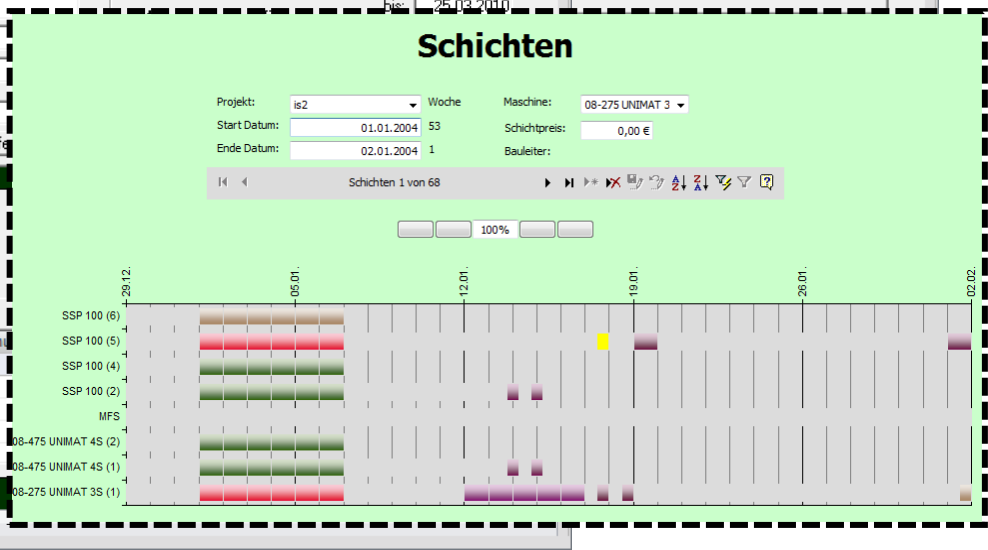 bis: 25.03.2010
Schichten
Projekt: is2 Woche Maschine: 08-275 UNIMAT 3
Start Datum: 01.01.2004 53 Schichtpreis: 0,00 €
Ende Datum: 02.01.2004 1 Bauleiter:
Schichten 1 von 68
100%
29.12. 05.01. 12.01. 19.01. 26.01. 02.02.
SSP 100 (6)
SSP 100 (5)
SSP 100 (4)
SSP 100 (2)
MFS
08-475 UNIMAT 4S (2)
08-475 UNIMAT 4S (1)
08-275 UNIMAT 3S (1)